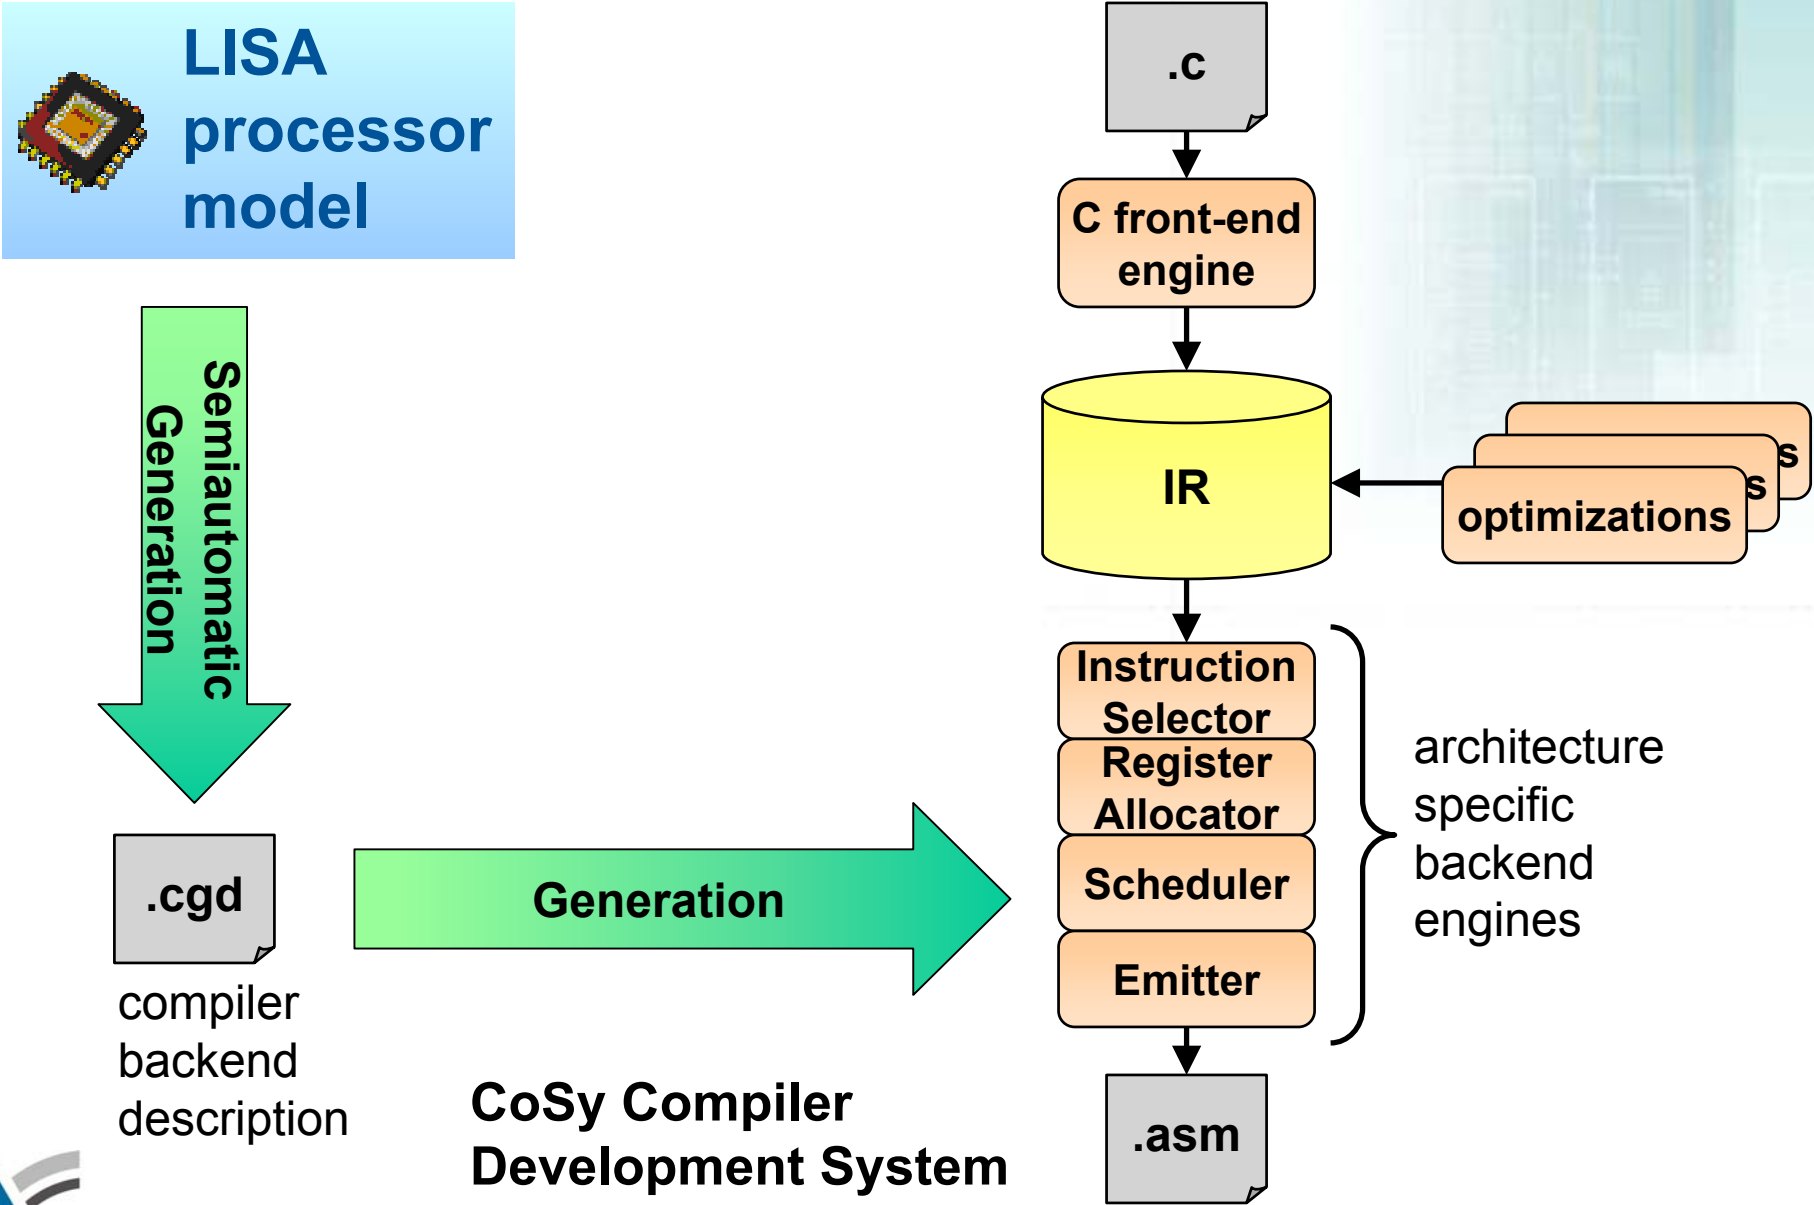 LISA
processor
model
Semiautomatic
Generation
.cgd
compiler
backend
description
Generation
CoSy Compiler
Development System
.c
C front-end
engine
IR
s
s
optimizations
Instruction
Selector
Register
Allocator
Scheduler
Emitter
architecture
specific
backend
engines
.asm